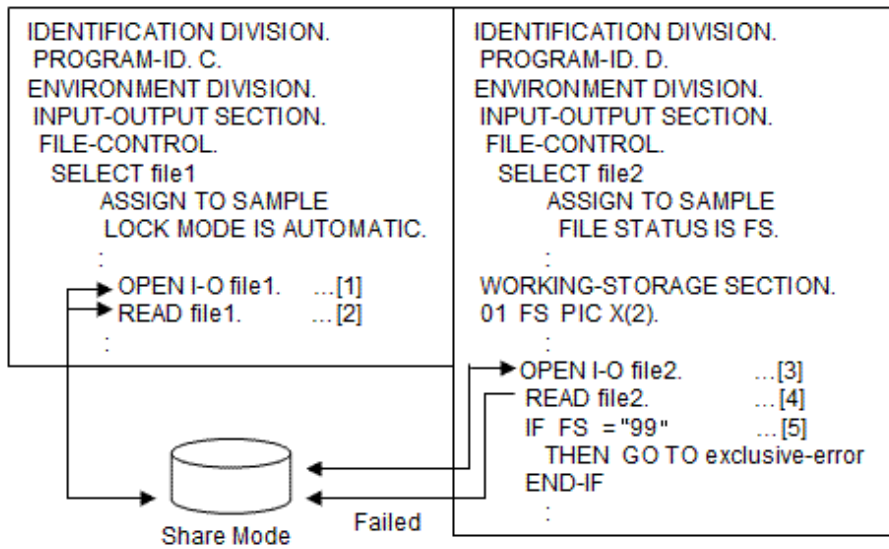 IDENTIFICATION DIVISION.
PROGRAM-ID. C.
ENVIRONMENT DIVISION.
INPUT-OUTPUT SECTION.
FILE-CONTROL.
SELECT file1
ASSIGN TO SAMPLE
LOCK MODE IS AUTOMATIC.
:
OPEN I-O file1. ...[1]
READ file1. ...[2]
:
IDENTIFICATION DIVISION.
PROGRAM-ID. D.
ENVIRONMENT DIVISION.
INPUT-OUTPUT SECTION.
FILE-CONTROL.
SELECT file2
ASSIGN TO SAMPLE
FILE STATUS IS FS.
:
WORKING-STORAGE SECTION.
01 FS PIC X(2).
:
OPEN I-O file2. ...[3]
READ file2. ...[4]
IF FS ="99" ...[5]
THEN GO TO exclusive-error
END-IF
:
Share Mode
Failed